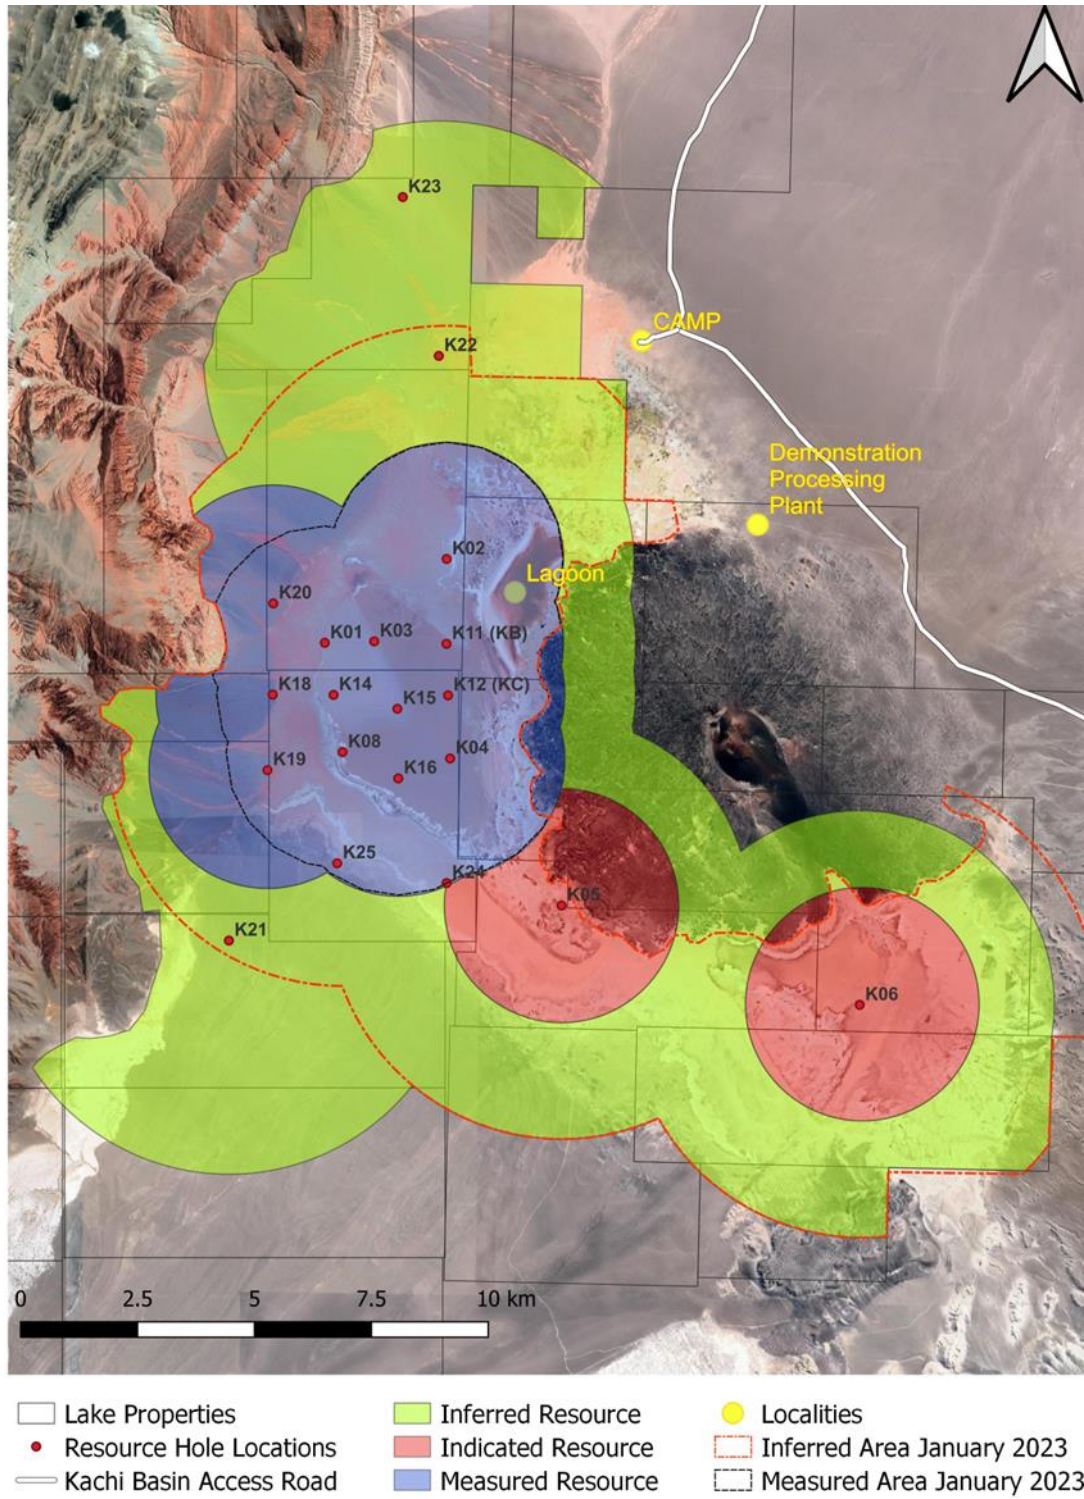 K23
K22
CAMP
Demonstration
Processing
Plant
K02
Lagoon
K20
K01
K03
K11 (KB)
K18
K14
K15
K12 (KC)
K08
K04
K19
K16
K25
K24
K05
K21
K06
0 2.5 5 7.5 10 km
Lake Properties Inferred Resource Localities
Resource Hole Locations Indicated Resource Inferred Area January 2023
Kachi Basin Access Road Measured Resource Measured Area January 2023